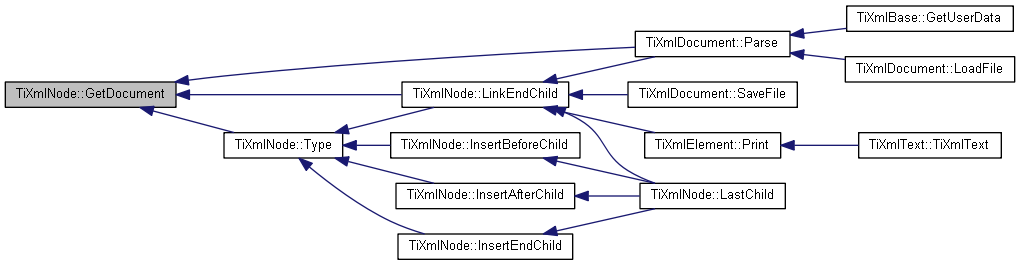 TiXmlBase::GetUserData
TiXmlDocument::Parse
TiXmlDocument::LoadFile
TiXmlNode::GetDocument
TiXmlNode::LinkEndChild
TiXmlDocument::SaveFile
TiXmlNode::Type
TiXmlNode::InsertBeforeChild
TiXmlElement::Print
TiXmlText::TiXmlText
TiXmlNode::InsertAfterChild
TiXmlNode::LastChild
TiXmlNode::InsertEndChild